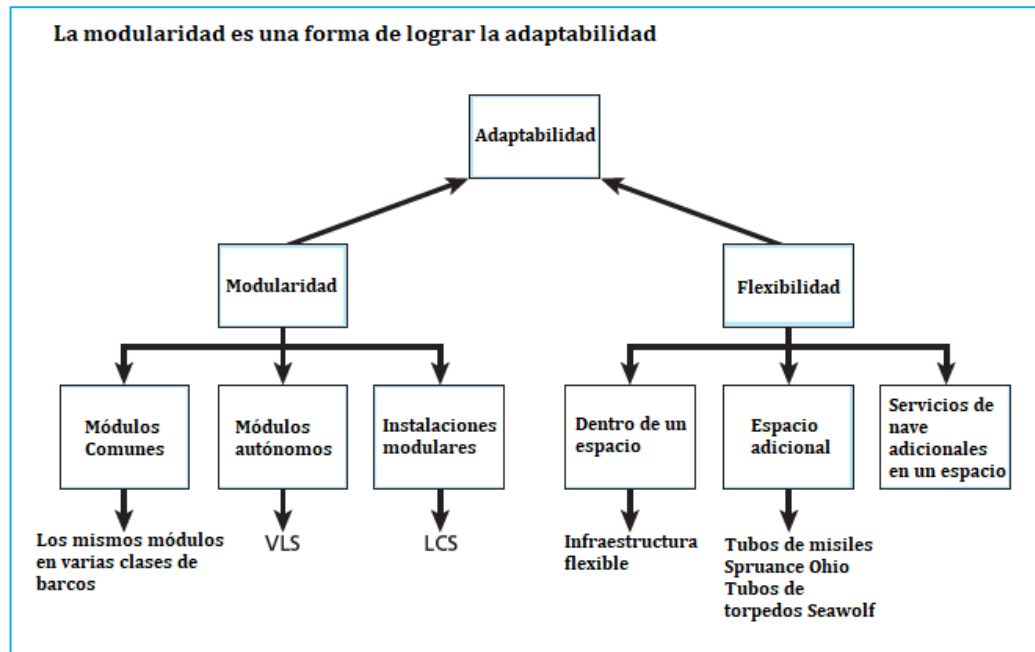 La modularidad es una forma de lograr la adaptabilidad
Adaptabilidad
Modularidad
Flexibilidad
Módulos
Comunes
Módulos
autónomos
Instalaciones
modulares
Dentro de un
espacio
Espacio
adicional
Servicios de
nave
adicionales
en un espacio
Los mismos módulos
en varias clases de
barcos
VLS
LCS
Infraestructura
flexible
Tubos de misiles
Spruance Ohio
Tubos de
torpedos Seawolf